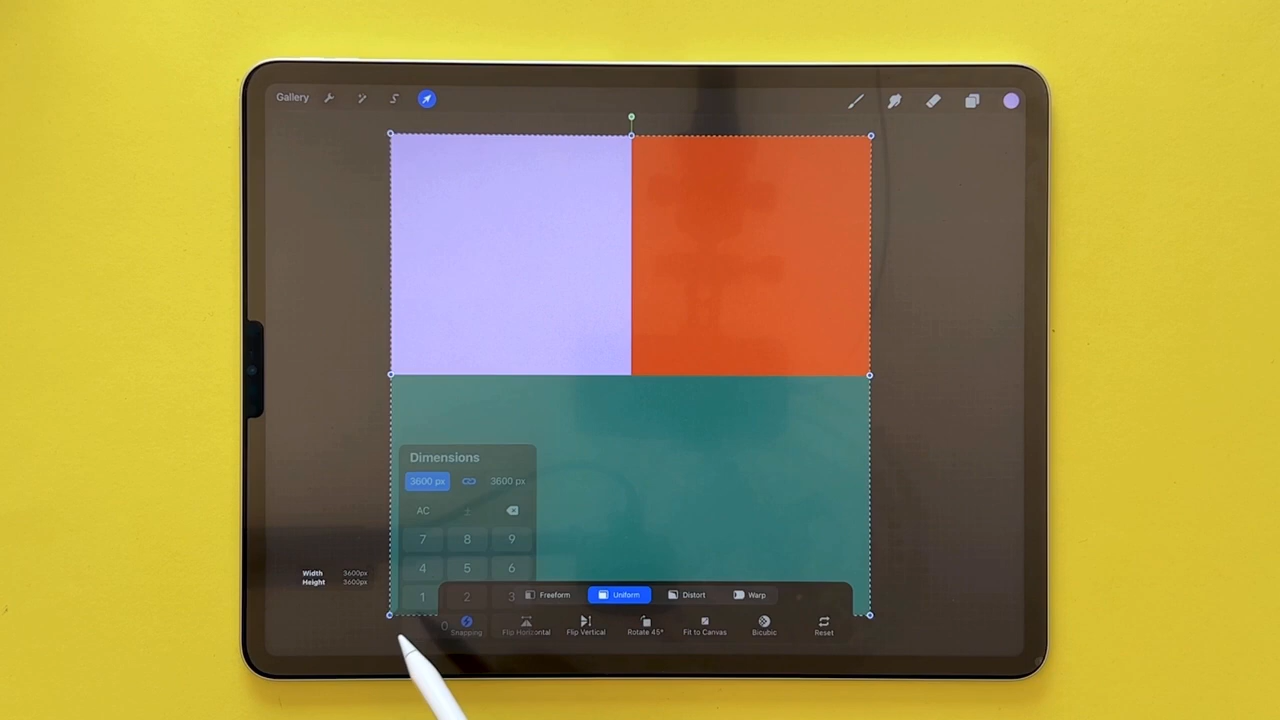 Gallery
Dimensions
3600 px 3600 px
AC ±
7 8 9
4 5 6
1 2 3
0
Width 3600px
Height 3600px
Freeform Uniform Distort Warp
Snapping Flip Horizontal Flip Vertical Rotate 45° Fit to Canvas Bicubic Reset